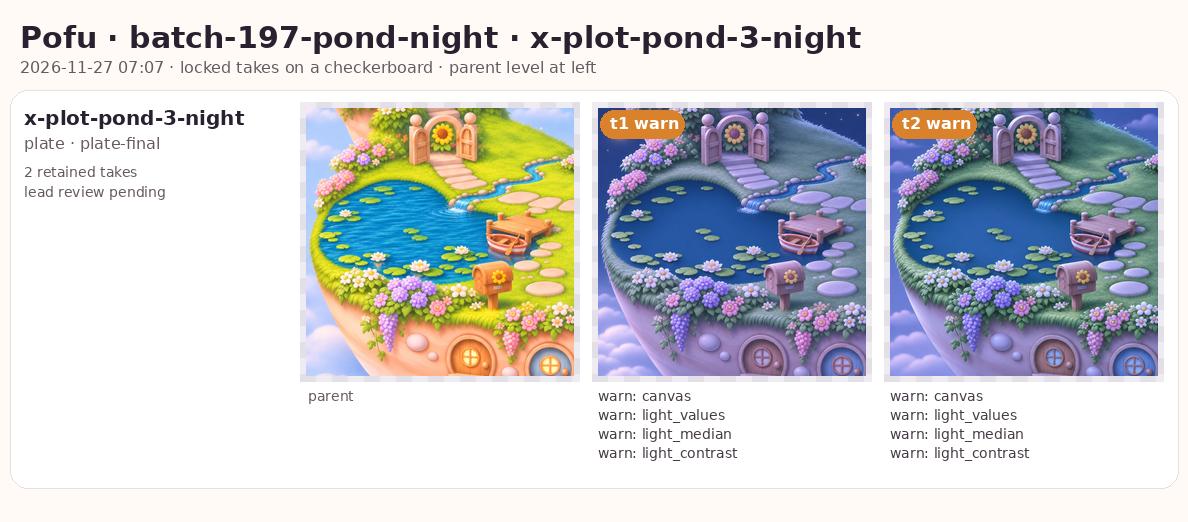 Pofu · batch-197-pond-night · x-plot-pond-3-night
2026-11-27 07:07 · locked takes on a checkerboard · parent level at left
x-plot-pond-3-night
plate · plate-final
2 retained takes
lead review pending
parent
t1 warn
warn: canvas
warn: light_values
warn: light_median
warn: light_contrast
t2 warn
warn: canvas
warn: light_values
warn: light_median
warn: light_contrast